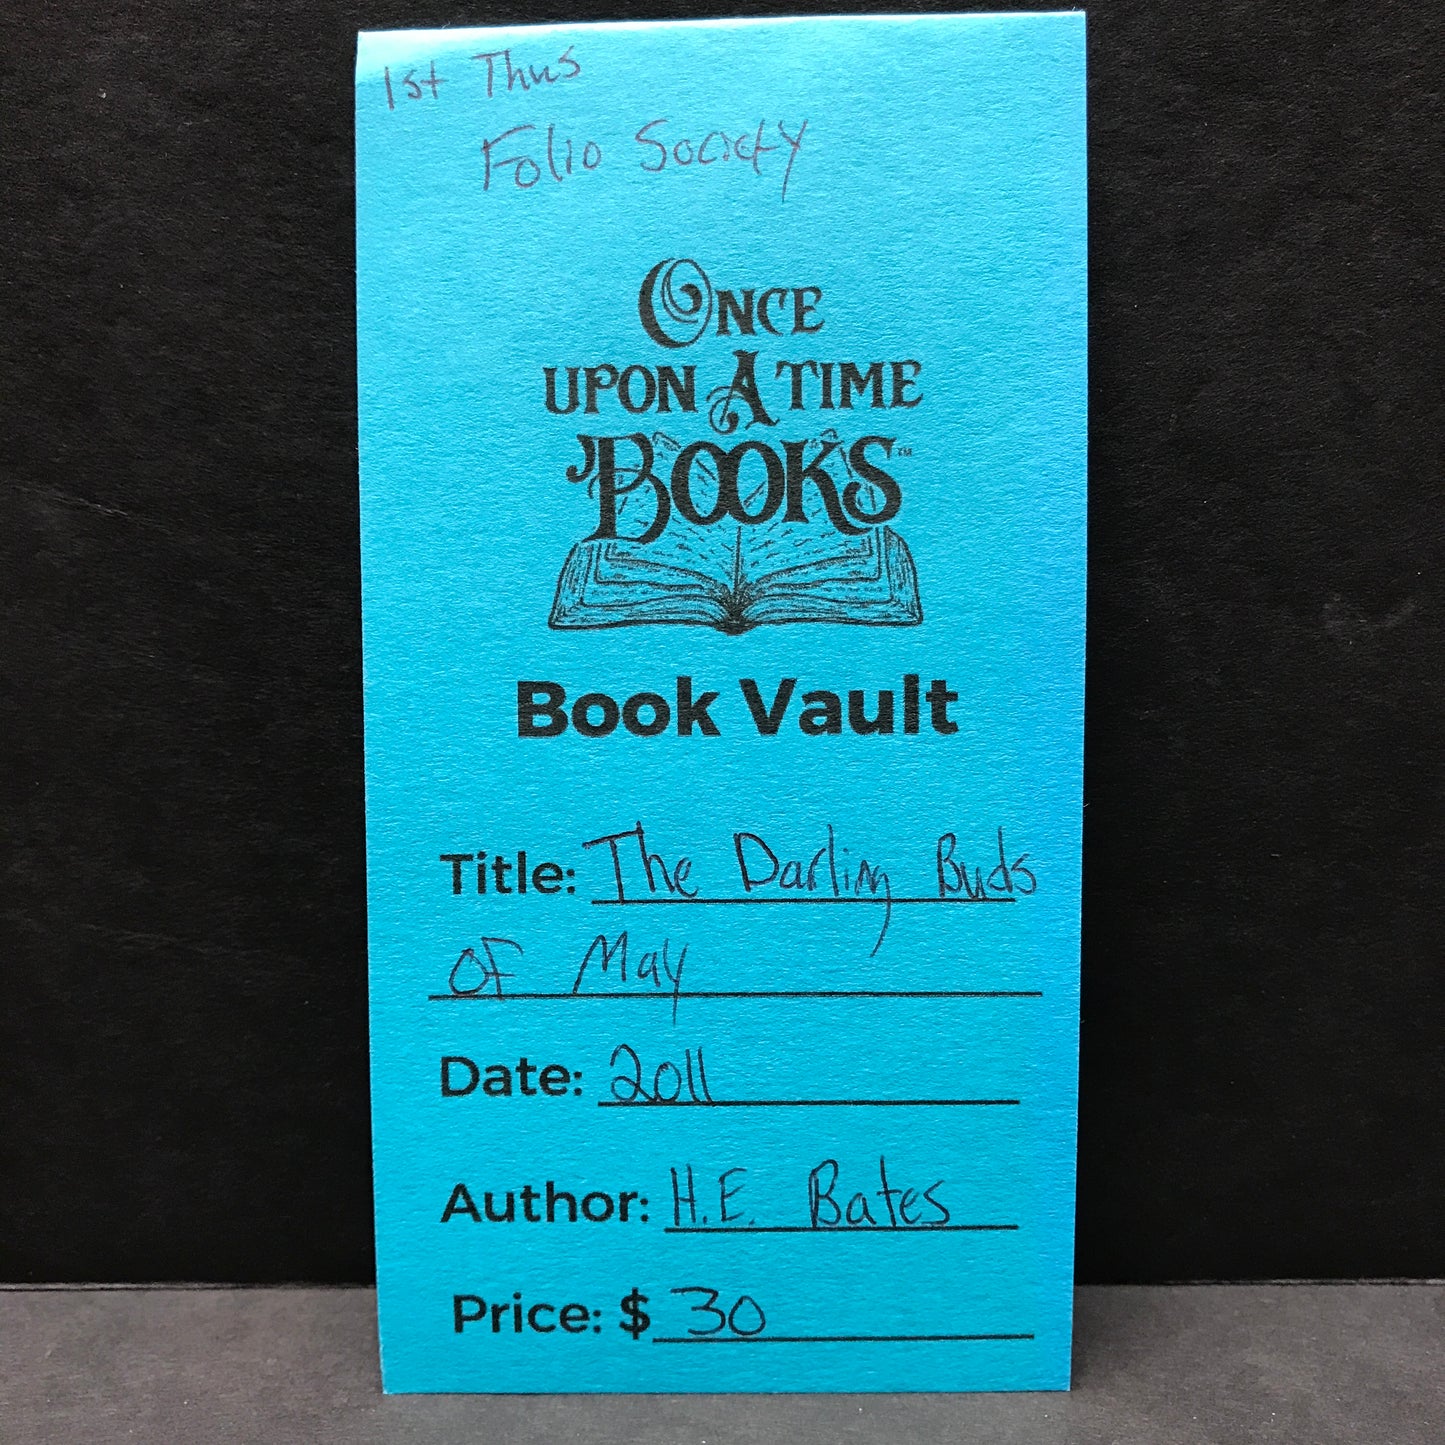 1st Thus
Folio Society
ONCE
UPON A TIME
BOOKS™
Book Vault
Title: The Darling Buds
OF May
Date: 2011
Author: H.E. Bates
Price: $ 30